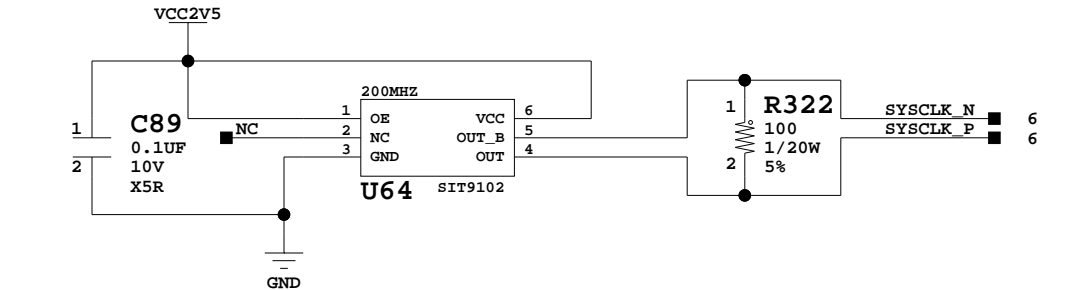 VCC2V5
200MHZ
1 OE VCC 6
2 NC OUT_B 5
3 GND OUT 4
U64 SIT9102
NC
1 C89
0.1UF
2 10V
X5R
GND
1 R322
100
1/20W
2 5%
SYSCLK_N 6
SYSCLK_P 6